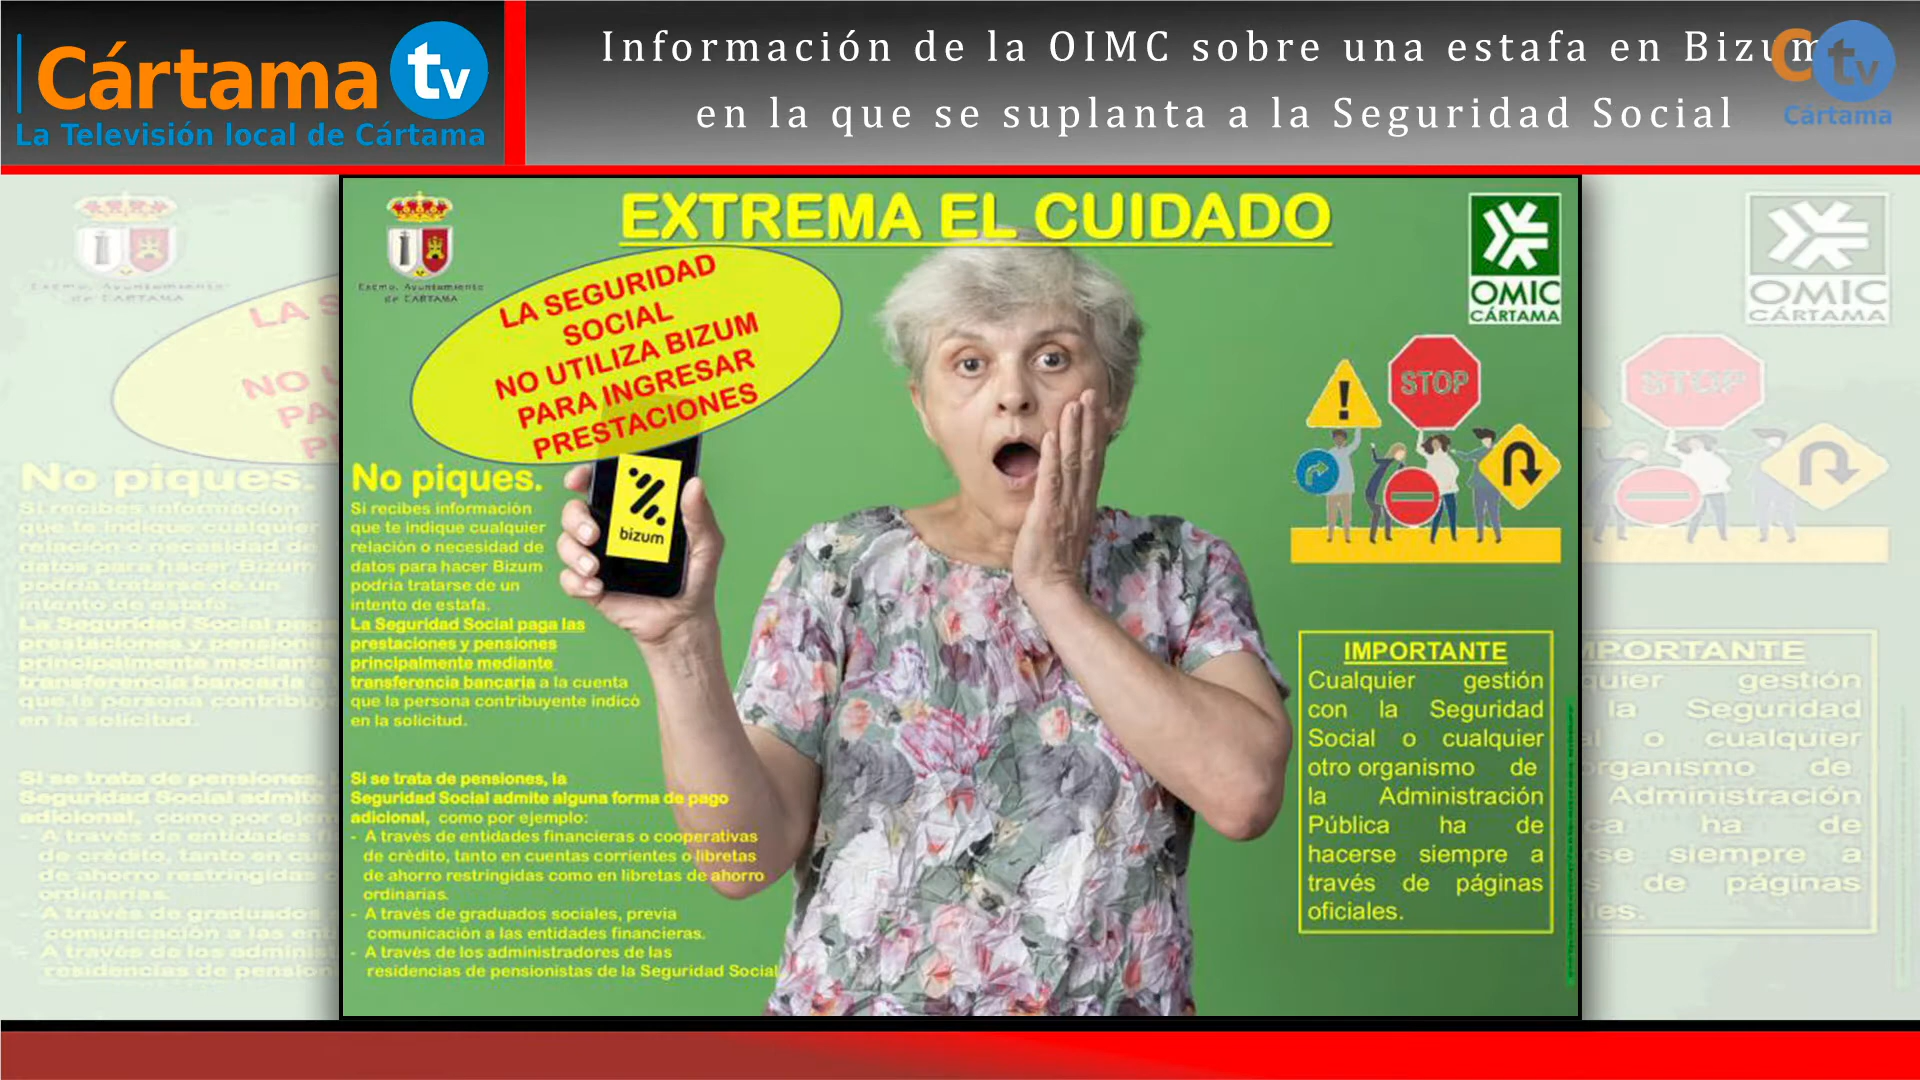 Cártama tv
La Televisión local de Cártama
Información de la OIMC sobre una estafa en Bizum
en la que se suplanta a la Seguridad Social
C tv
Cártama
EXTREMA EL CUIDADO
Excmo. Ayuntamiento
de CÁRTAMA
LA SEGURIDAD
SOCIAL
NO UTILIZA BIZUM
PARA INGRESAR
PRESTACIONES
OMIC
CÁRTAMA
STOP
bizum
No piques.
Si recibes información
que te indique cualquier
relación o necesidad de
datos para hacer Bizum
podría tratarse de un
intento de estafa.
La Seguridad Social paga las
prestaciones y pensiones
principalmente mediante
transferencia bancaria a la cuenta
que la persona contribuyente indicó
en la solicitud.
Si se trata de pensiones, la
Seguridad Social admite alguna forma de pago
adicional, como por ejemplo:
- A través de entidades financieras o cooperativas
de crédito, tanto en cuentas corrientes o libretas
de ahorro restringidas como en libretas de ahorro
ordinarias.
- A través de graduados sociales, previa
comunicación a las entidades financieras.
- A través de los administradores de las
residencias de pensionistas de la Seguridad Social
IMPORTANTE
Cualquier gestión
con la Seguridad
Social o cualquier
otro organismo de
la Administración
Pública ha de
hacerse siempre a
través de páginas
oficiales.